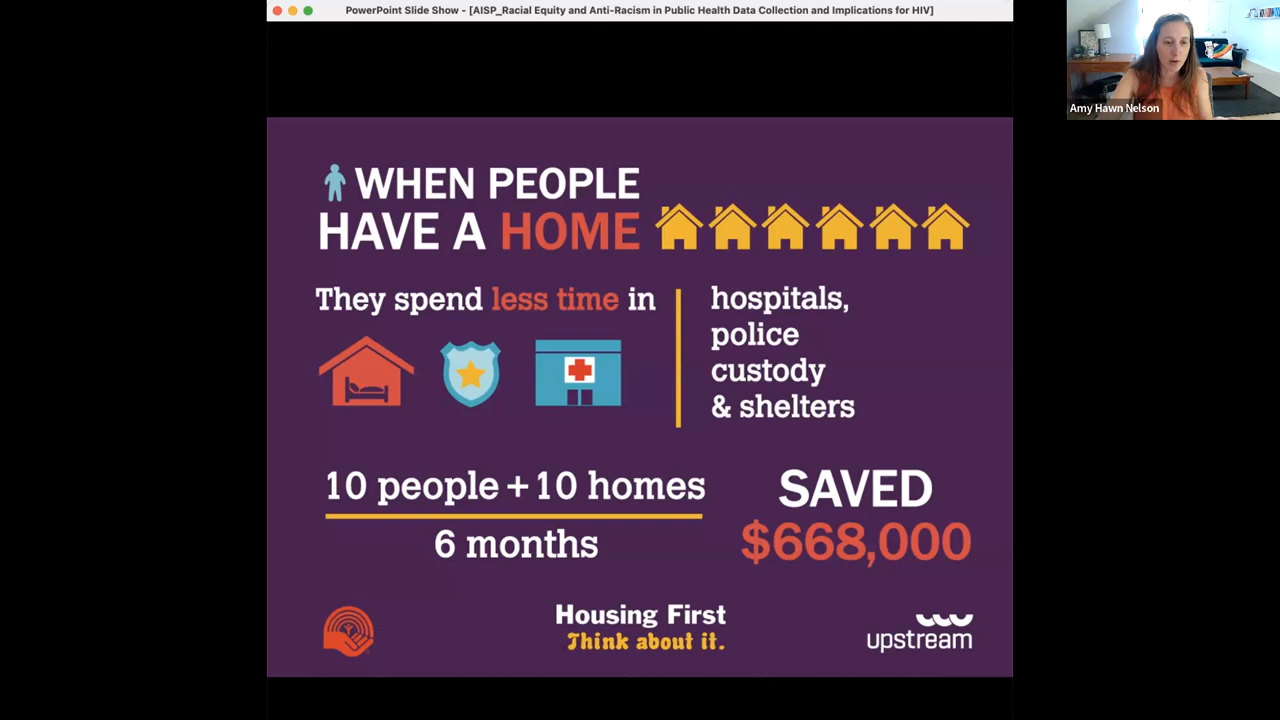 PowerPoint Slide Show - [AISP_Racial Equity and Anti-Racism in Public Health Data Collection and Implications for HIV]
Amy Hawn Nelson
WHEN PEOPLE
HAVE A HOME
They spend less time in
hospitals,
police
custody
& shelters
10 people + 10 homes
6 months
SAVED
$668,000
Housing First
Think about it.
upstream